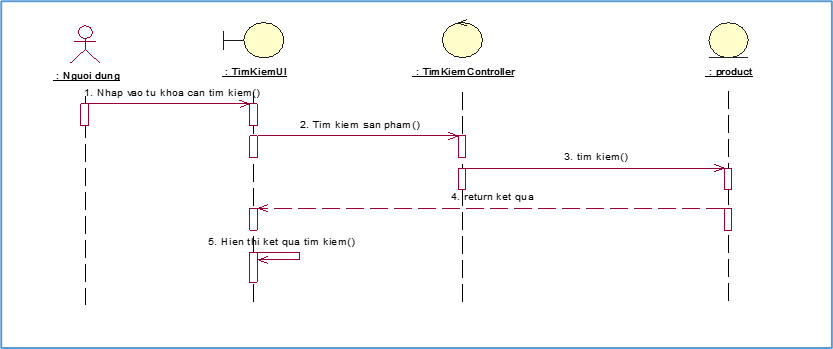 : Nguoi dung
: TimKiemUI
: TimKiemController
: product
1. Nhap vao tu khoa can tim kiem()
2. Tim kiem san pham()
3. tim kiem()
4. return ket qua
5. Hien thi ket qua tim kiem()